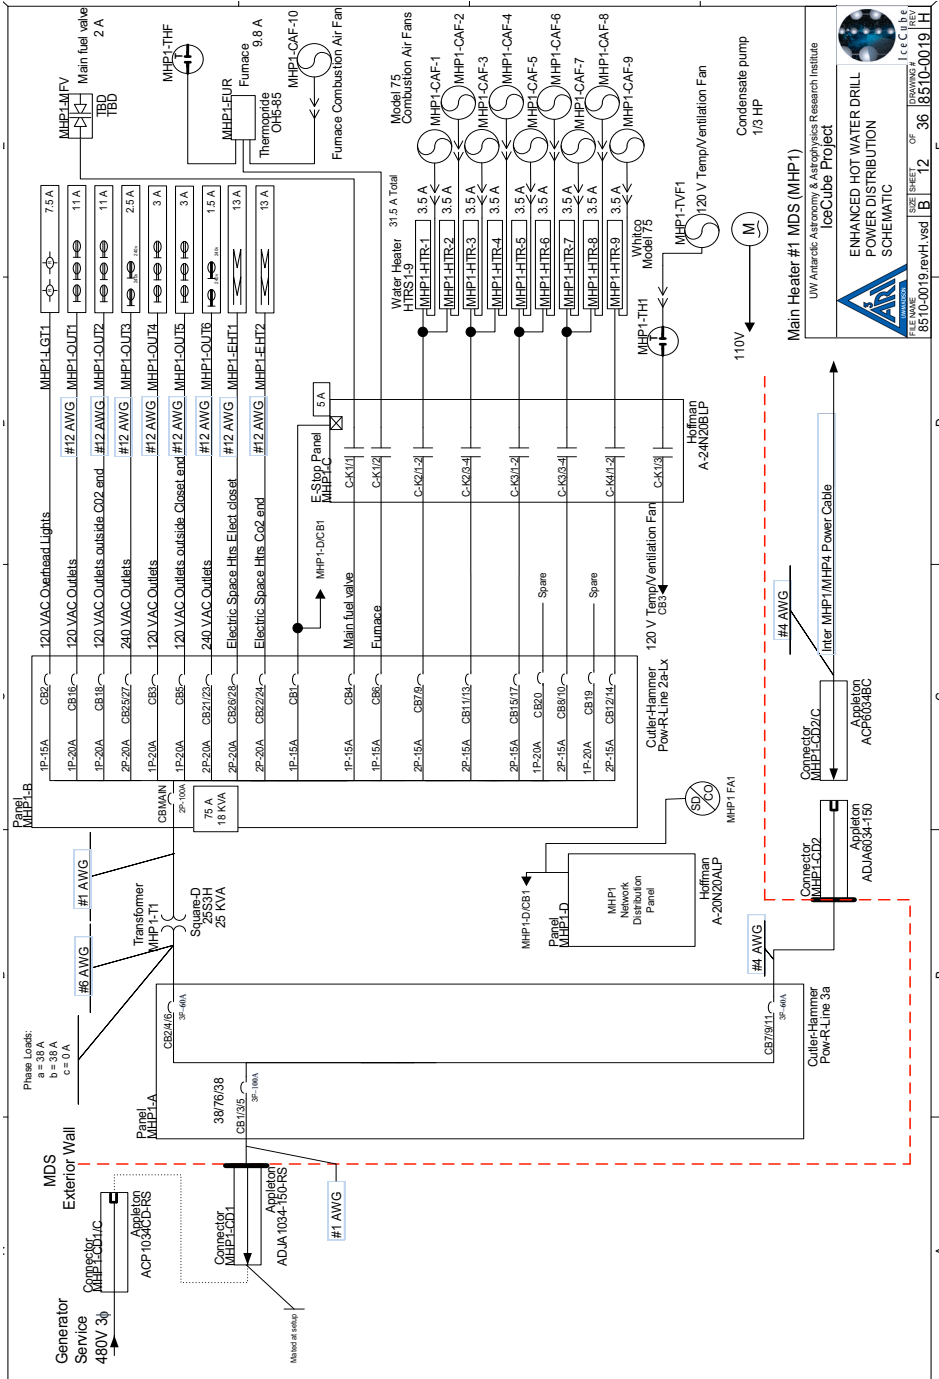 Generator
Service
480V 3ϕ
Connector
MHP1-CD1/C
Appleton
ACP1034CD-RS
MDS
Exterior Wall
Connector
MHP1-CD1
Appleton
ADJA1034-150-RS
Mated at setup
#1 AWG
Phase Loads:
a = 38 A
b = 38 A
c = 0 A
Panel
MHP1-A
38/76/38
CB1/3/5
3P-100A
CB2/4/6
3P-60A
CB7/9/11
3P-60A
Cutler-Hammer
Pow-R-Line 3a
#6 AWG
#1 AWG
Transformer
MHP1-T1
Square-D
25S3H
25 KVA
#4 AWG
Connector
MHP1-CD2
Appleton
ADJA6034-150
Connector
MHP1-CD2/C
Appleton
ACP6034BC
#4 AWG
Inter MHP1/MHP4 Power Cable
MHP1-D/CB1
Panel
MHP1-D
MHP1
Network
Distribution
Panel
Hoffman
A-20N20ALP
SD
CO
MHP1 FA1
Panel
MHP1-B
CBMAIN
2P-100A
75 A
18 KVA
1P-15A CB2 120 VAC Overhead Lights MHP1-LGT1 7.5 A
1P-20A CB16 120 VAC Outlets #12 AWG MHP1-OUT1 11 A
1P-20A CB18 120 VAC Outlets outside C02 end #12 AWG MHP1-OUT2 11 A
2P-20A CB25/27 240 VAC Outlets #12 AWG MHP1-OUT3 2.5 A
1P-20A CB3 120 VAC Outlets #12 AWG MHP1-OUT4 3 A
1P-20A CB5 120 VAC Outlets outside Closet end #12 AWG MHP1-OUT5 3 A
2P-20A CB21/23 240 VAC Outlets #12 AWG MHP1-OUT6 1.5 A
2P-20A CB26/28 Electric Space Htrs Elect closet #12 AWG MHP1-EHT1 13 A
2P-20A CB22/24 Electric Space Htrs Co2 end #12 AWG MHP1-EHT2 13 A
1P-15A CB1
MHP1-D/CB1
1P-15A CB4 Main fuel valve
1P-15A CB6 Furnace
2P-15A CB7/9
2P-15A CB11/13
2P-15A CB15/17
1P-20A CB20 Spare
2P-15A CB8/10
1P-20A CB19 Spare
2P-15A CB12/14
Cutler-Hammer
Pow-R-Line 2a-Lx
120 V Temp/Ventilation Fan
CB3
E-Stop Panel
MHP1-C
5 A
C-K1/1
C-K1/2
C-K2/1-2
C-K2/3-4
C-K3/1-2
C-K3/3-4
C-K4/1-2
C-K1/3
Hoffman
A-24N20BLP
MHP1-MFV
Main fuel valve
2 A
TBD
TBD
MHP1-THF
T
MHP1-FUR
Furnace
9.8 A
Thermopride
OH5-85
MHP1-CAF-10
Furnace Combustion Air Fan
Water Heater
HTRS1-9
31.5 A Total
Model 75
Combustion Air Fans
MHP1-HTR-1 3.5 A MHP1-CAF-1
MHP1-HTR-2 3.5 A MHP1-CAF-2
MHP1-HTR-3 3.5 A MHP1-CAF-3
MHP1-HTR-4 3.5 A MHP1-CAF-4
MHP1-HTR-5 3.5 A MHP1-CAF-5
MHP1-HTR-6 3.5 A MHP1-CAF-6
MHP1-HTR-7 3.5 A MHP1-CAF-7
MHP1-HTR-8 3.5 A MHP1-CAF-8
MHP1-HTR-9 3.5 A MHP1-CAF-9
Whitco
Model 75
MHP1-TH1
T
MHP1-TVF1
120 V Temp/Ventilation Fan
110V
M
Condensate pump
1/3 HP
Main Heater #1 MDS (MHP1)
UW Antarctic Astronomy & Astrophysics Research Institute
IceCube Project
IceCube
ENHANCED HOT WATER DRILL
POWER DISTRIBUTION
SCHEMATIC
FILE NAME
8510-0019.revH.vsd
SIZE
B
SHEET
12
OF
36
DRAWING #
8510-0019
REV
H